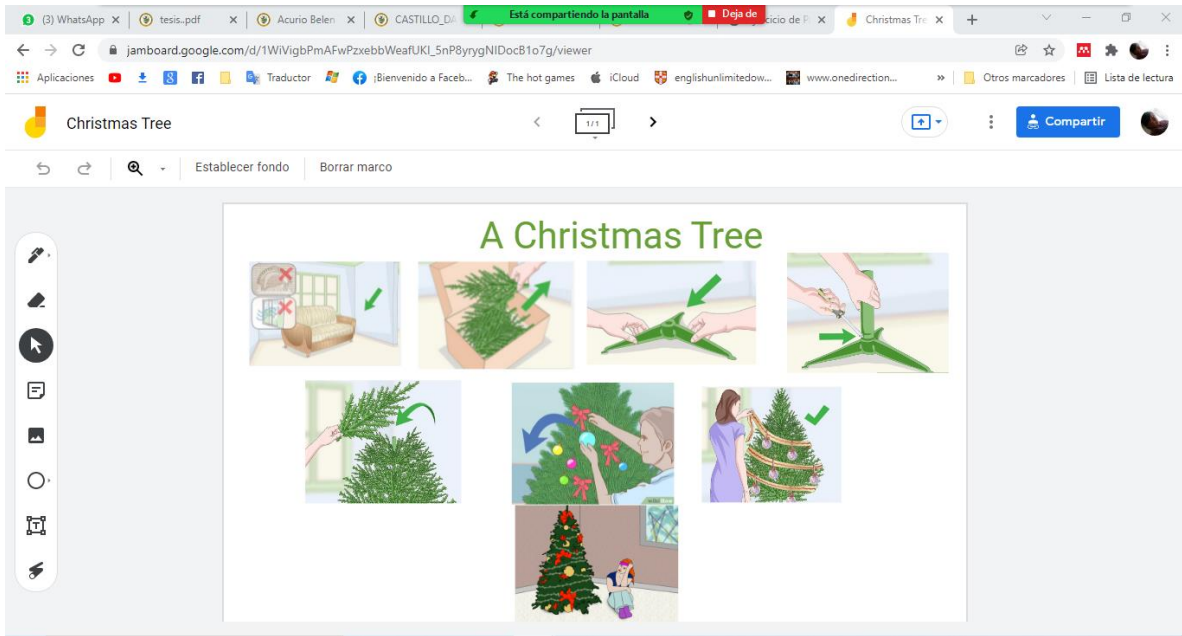 (3) WhatsApp
tesis..pdf
Acurio Belen
CASTILLO_DA
Está compartiendo la pantalla
Deja de
cicio de P
Christmas Tre
jamboard.google.com/d/1WiVigbPmAFwPzxebbWeafUKI_5nP8yrygNIDocB1o7g/viewer
Aplicaciones
Traductor
¡Bienvenido a Faceb...
The hot games
iCloud
englishunlimitedow...
www.onedirection...
»
Otros marcadores
Lista de lectura
Christmas Tree
1/1
Compartir
Establecer fondo
Borrar marco
A Christmas Tree